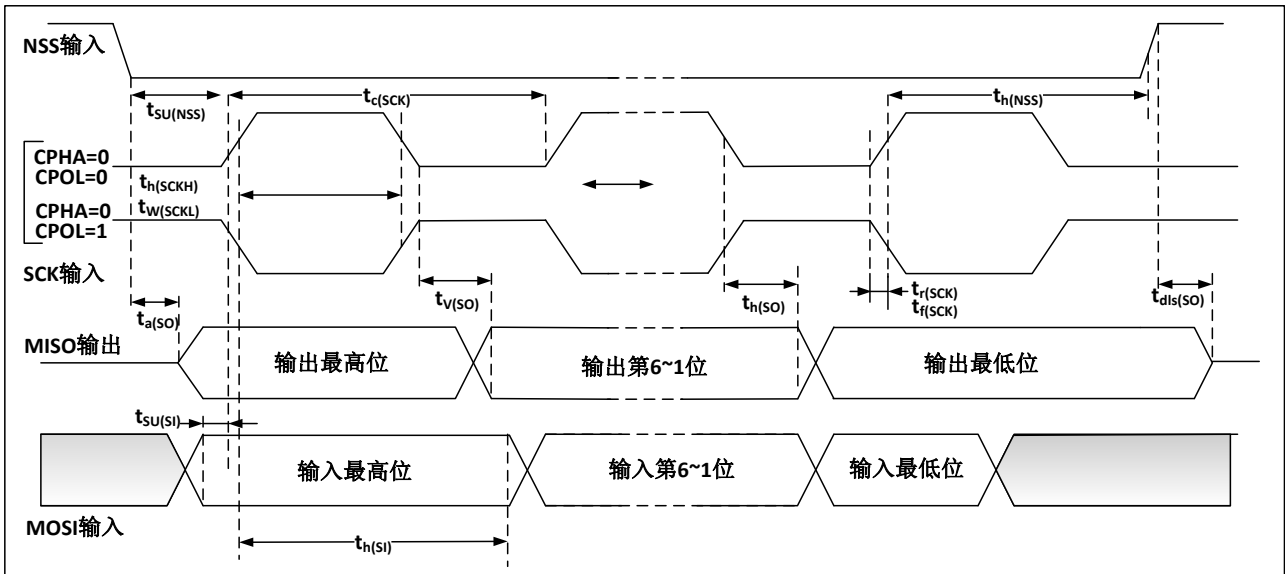 NSS输入
tSU(NSS)
tc(SCK)
th(NSS)
CPHA=0
CPOL=0
th(SCKH)
CPHA=0
CPOL=1
tW(SCKL)
SCK输入
ta(SO)
tV(SO)
th(SO)
tr(SCK)
tf(SCK)
tdls(SO)
MISO输出
输出最高位
输出第6~1位
输出最低位
tSU(SI)
输入最高位
输入第6~1位
输入最低位
MOSI输入
th(SI)